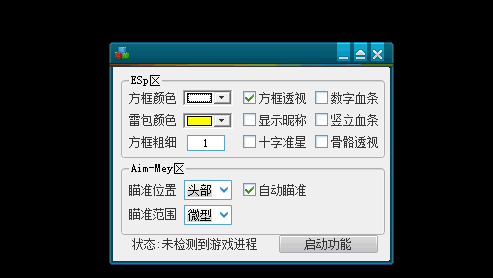 ESp区
方框颜色 方框透视 数字血条
雷包颜色 显示昵称 竖立血条
方框粗细 1 十字准星 骨骼透视
Aim-Mey区
瞄准位置 头部 自动瞄准
瞄准范围 微型
状态:未检测到游戏进程 启动功能